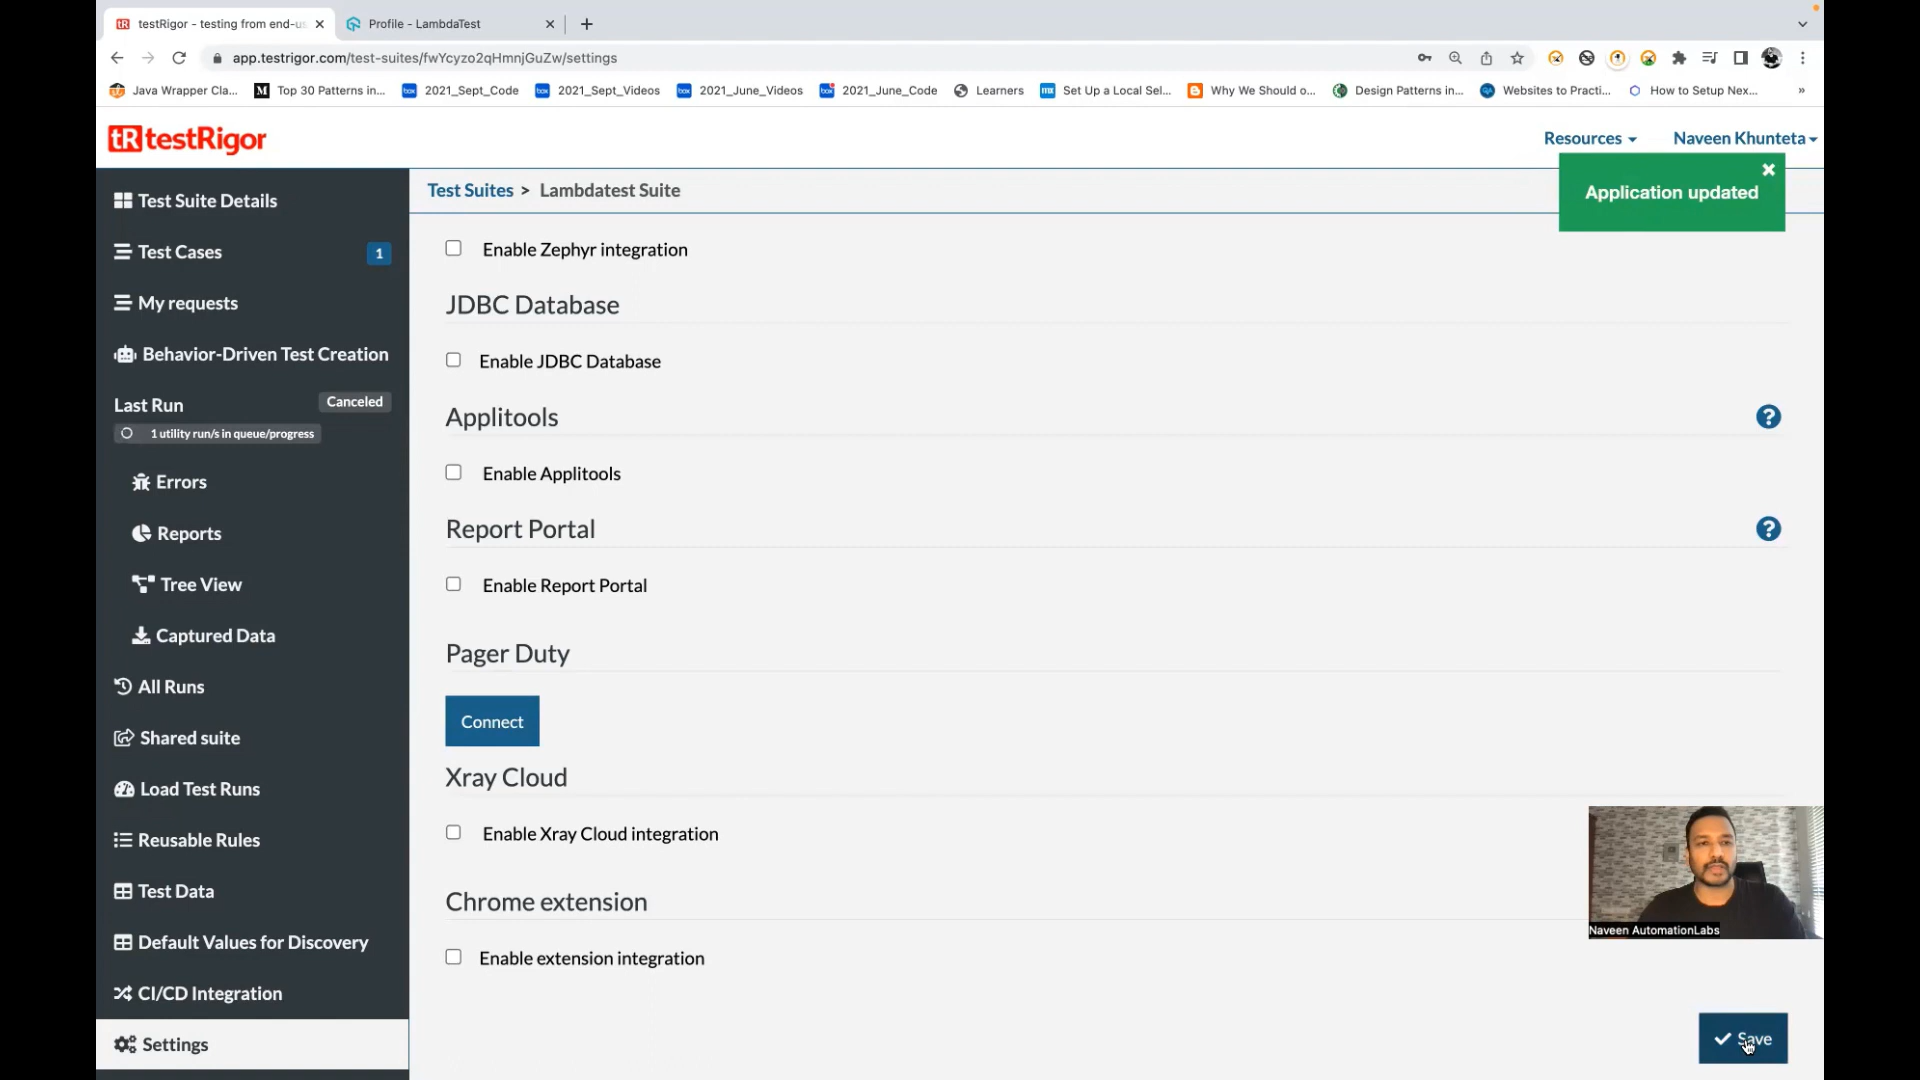 testRigor - testing from end-us
Profile - LambdaTest
app.testrigor.com/test-suites/fwYcyzo2qHmnjGuZw/settings
Java Wrapper Cla...
Top 30 Patterns in...
2021_Sept_Code
2021_Sept_Videos
2021_June_Videos
2021_June_Code
Learners
Set Up a Local Sel...
Why We Should o...
Design Patterns in...
Websites to Practi...
How to Setup Nex...
»
tR testRigor
Resources
Naveen Khunteta
Application updated
Test Suites > Lambdatest Suite
Test Suite Details
Test Cases 1
My requests
Behavior-Driven Test Creation
Last Run Canceled
1 utility run/s in queue/progress
Errors
Reports
Tree View
Captured Data
All Runs
Shared suite
Load Test Runs
Reusable Rules
Test Data
Default Values for Discovery
CI/CD Integration
Settings
Enable Zephyr integration
JDBC Database
Enable JDBC Database
Applitools
Enable Applitools
Report Portal
Enable Report Portal
Pager Duty
Connect
Xray Cloud
Enable Xray Cloud integration
Chrome extension
Enable extension integration
Naveen AutomationLabs
Save